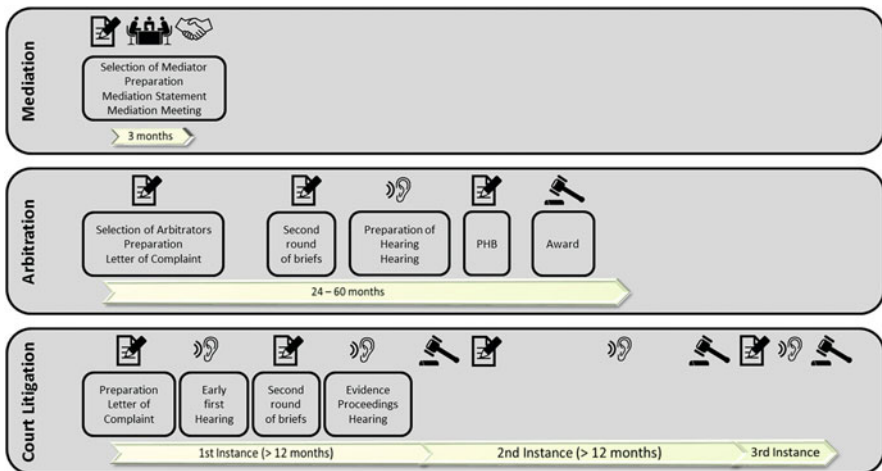 Mediation
Selection of Mediator
Preparation
Mediation Statement
Mediation Meeting
3 months
Arbitration
Selection of Arbitrators
Preparation
Letter of Complaint
Second
round
of briefs
Preparation of
Hearing
Hearing
PHB
Award
24 – 60 months
Court Litigation
Preparation
Letter of
Complaint
Early
first
Hearing
Second
round
of briefs
Evidence
Proceedings
Hearing
1st Instance (> 12 months)
2nd Instance (> 12 months)
3rd Instance